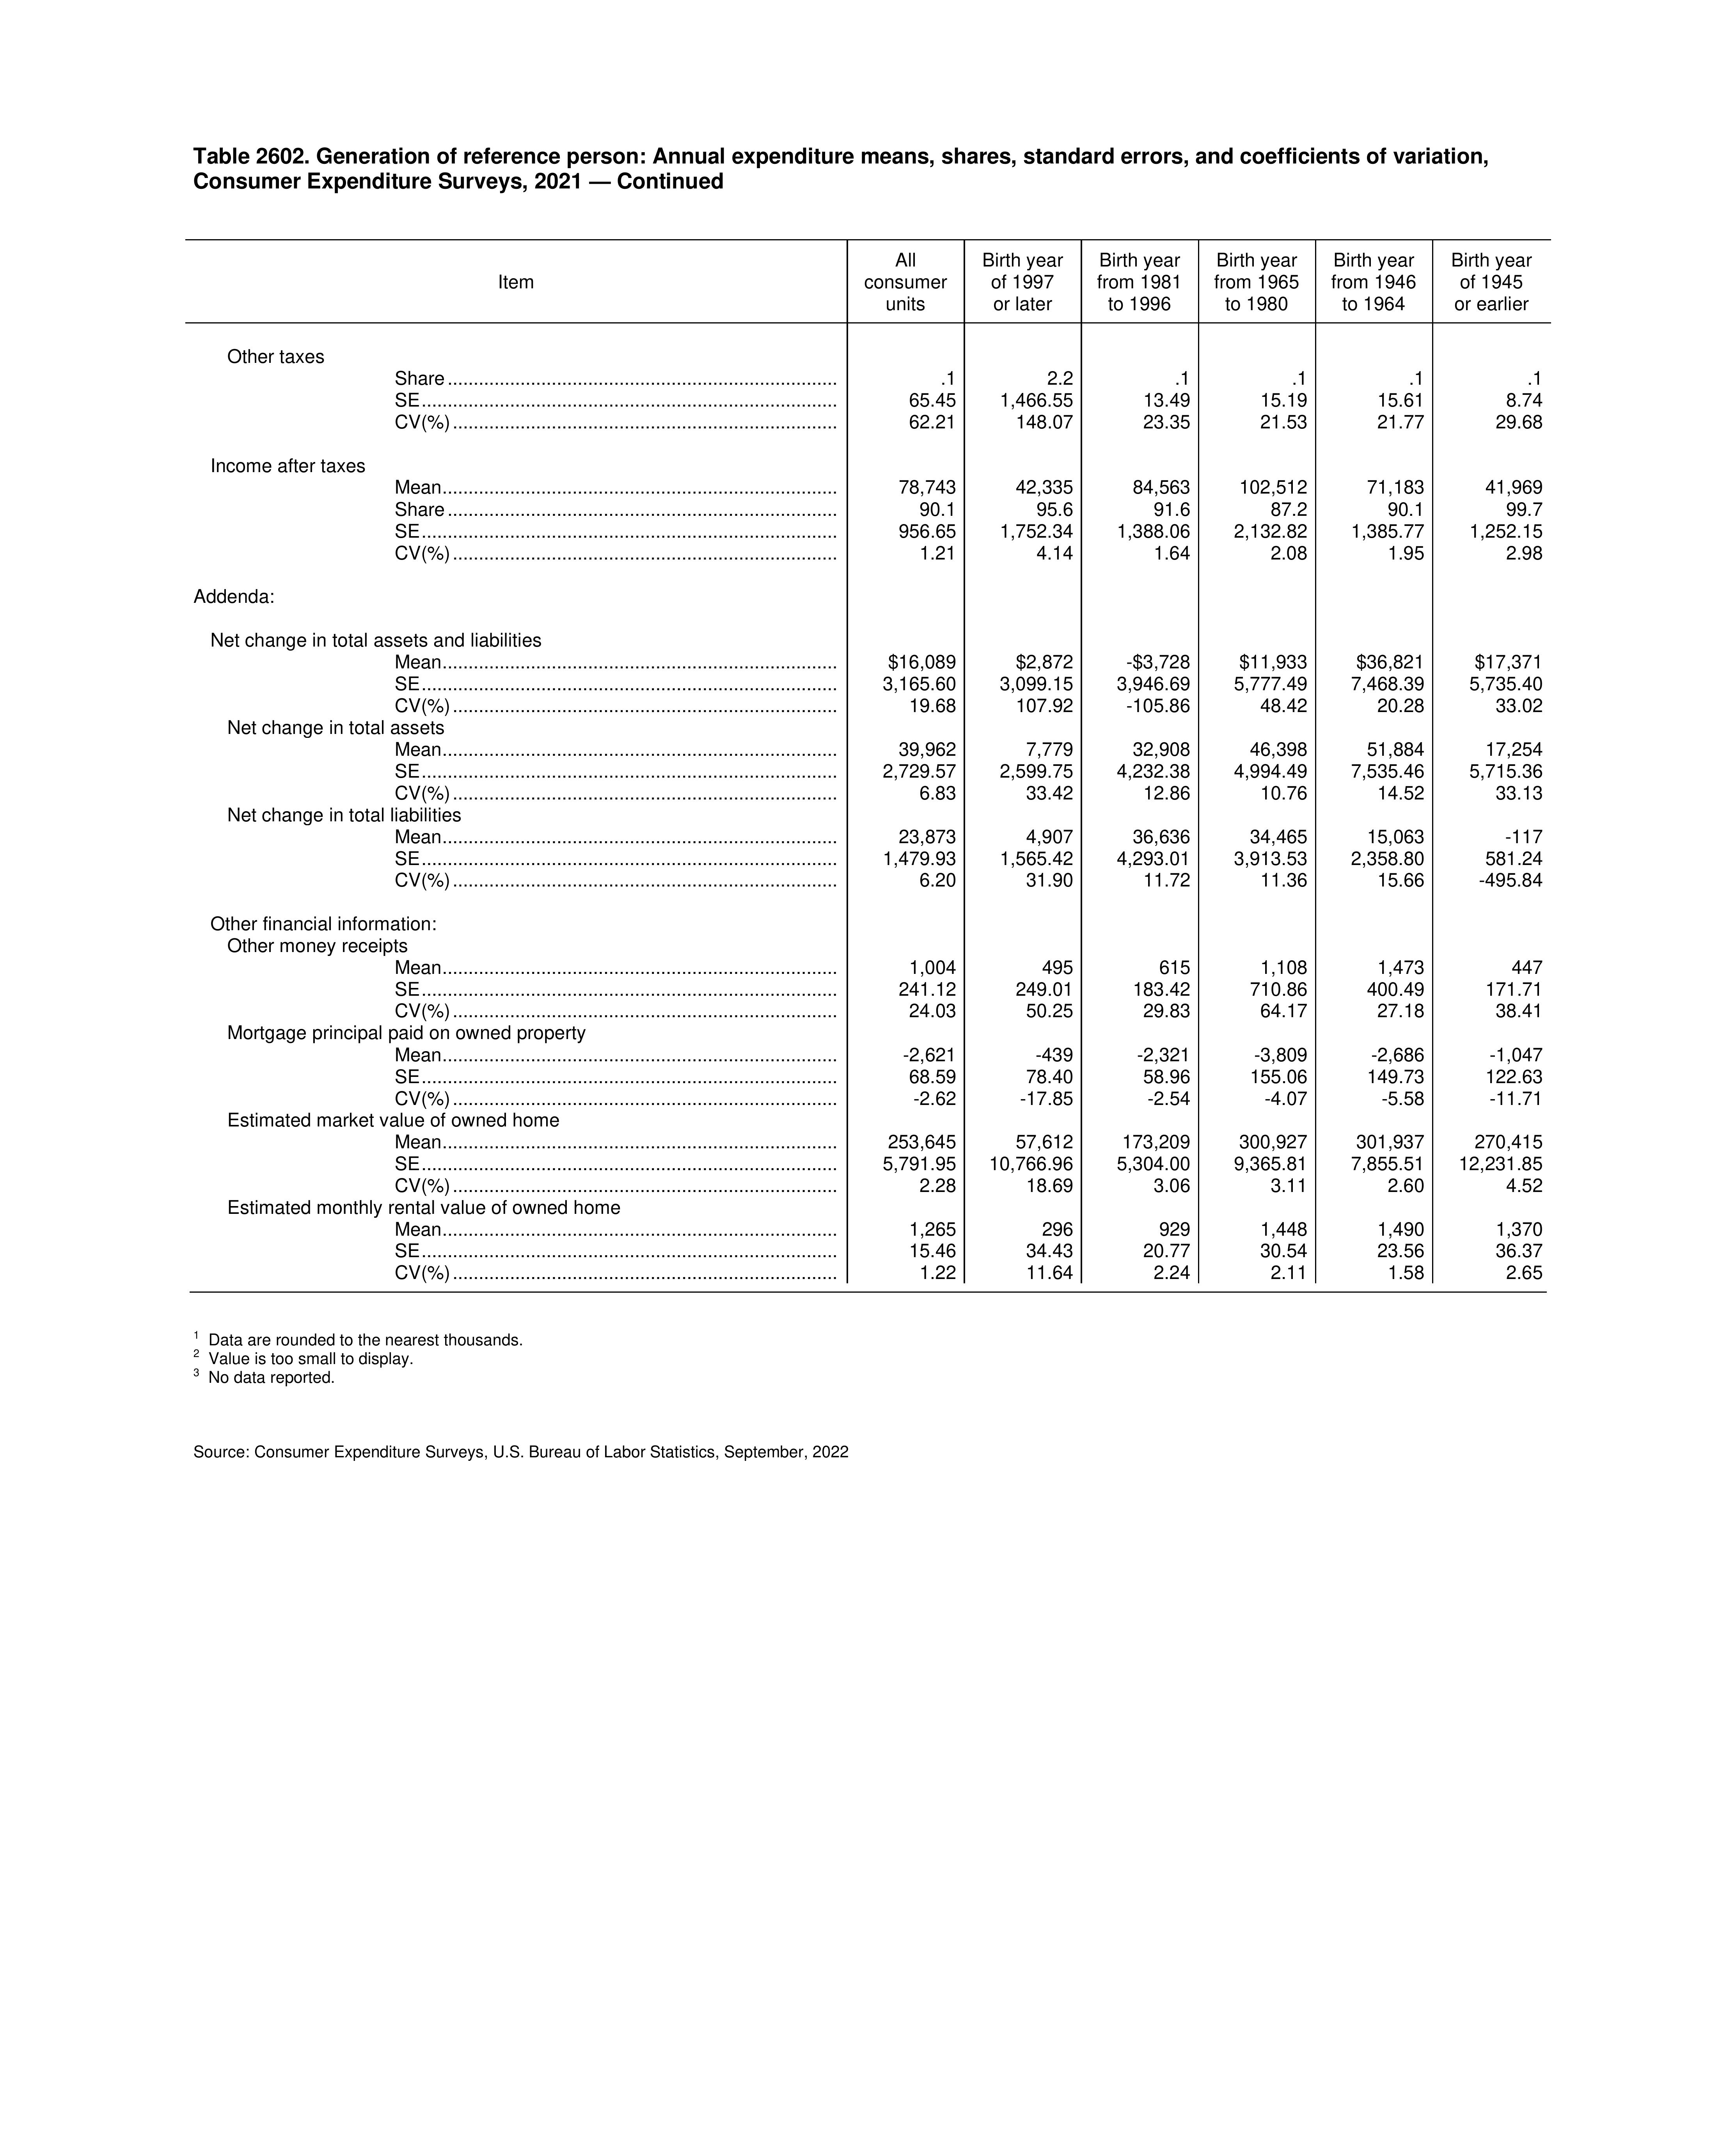 Table 2602. Generation of reference person: Annual expenditure means, shares, standard errors, and coefficients of variation,
Consumer Expenditure Surveys, 2021 — Continued
Item
All consumer units
Birth year of 1997 or later
Birth year from 1981 to 1996
Birth year from 1965 to 1980
Birth year from 1946 to 1964
Birth year of 1945 or earlier
Other taxes
Share .1 2.2 .1 .1 .1 .1
SE 65.45 1,466.55 13.49 15.19 15.61 8.74
CV(%) 62.21 148.07 23.35 21.53 21.77 29.68
Income after taxes
Mean 78,743 42,335 84,563 102,512 71,183 41,969
Share 90.1 95.6 91.6 87.2 90.1 99.7
SE 956.65 1,752.34 1,388.06 2,132.82 1,385.77 1,252.15
CV(%) 1.21 4.14 1.64 2.08 1.95 2.98
Addenda:
Net change in total assets and liabilities
Mean $16,089 $2,872 -$3,728 $11,933 $36,821 $17,371
SE 3,165.60 3,099.15 3,946.69 5,777.49 7,468.39 5,735.40
CV(%) 19.68 107.92 -105.86 48.42 20.28 33.02
Net change in total assets
Mean 39,962 7,779 32,908 46,398 51,884 17,254
SE 2,729.57 2,599.75 4,232.38 4,994.49 7,535.46 5,715.36
CV(%) 6.83 33.42 12.86 10.76 14.52 33.13
Net change in total liabilities
Mean 23,873 4,907 36,636 34,465 15,063 -117
SE 1,479.93 1,565.42 4,293.01 3,913.53 2,358.80 581.24
CV(%) 6.20 31.90 11.72 11.36 15.66 -495.84
Other financial information:
Other money receipts
Mean 1,004 495 615 1,108 1,473 447
SE 241.12 249.01 183.42 710.86 400.49 171.71
CV(%) 24.03 50.25 29.83 64.17 27.18 38.41
Mortgage principal paid on owned property
Mean -2,621 -439 -2,321 -3,809 -2,686 -1,047
SE 68.59 78.40 58.96 155.06 149.73 122.63
CV(%) -2.62 -17.85 -2.54 -4.07 -5.58 -11.71
Estimated market value of owned home
Mean 253,645 57,612 173,209 300,927 301,937 270,415
SE 5,791.95 10,766.96 5,304.00 9,365.81 7,855.51 12,231.85
CV(%) 2.28 18.69 3.06 3.11 2.60 4.52
Estimated monthly rental value of owned home
Mean 1,265 296 929 1,448 1,490 1,370
SE 15.46 34.43 20.77 30.54 23.56 36.37
CV(%) 1.22 11.64 2.24 2.11 1.58 2.65
1 Data are rounded to the nearest thousands.
2 Value is too small to display.
3 No data reported.
Source: Consumer Expenditure Surveys, U.S. Bureau of Labor Statistics, September, 2022